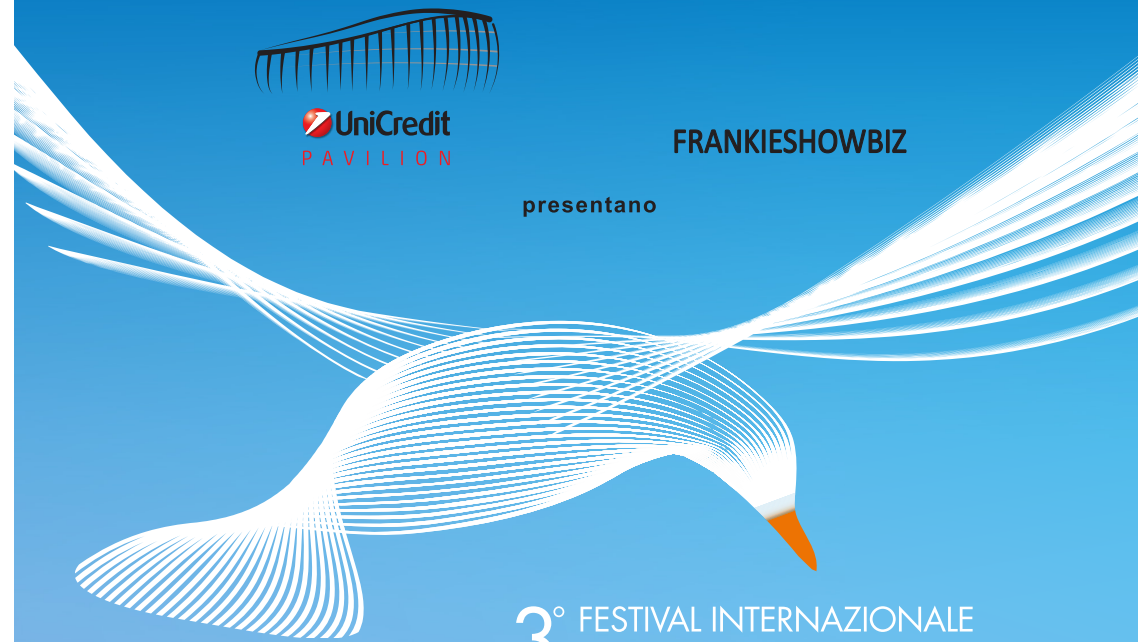 UniCredit
PAVILION
FRANKIESHOWBIZ
presentano
3° FESTIVAL INTERNAZIONALE